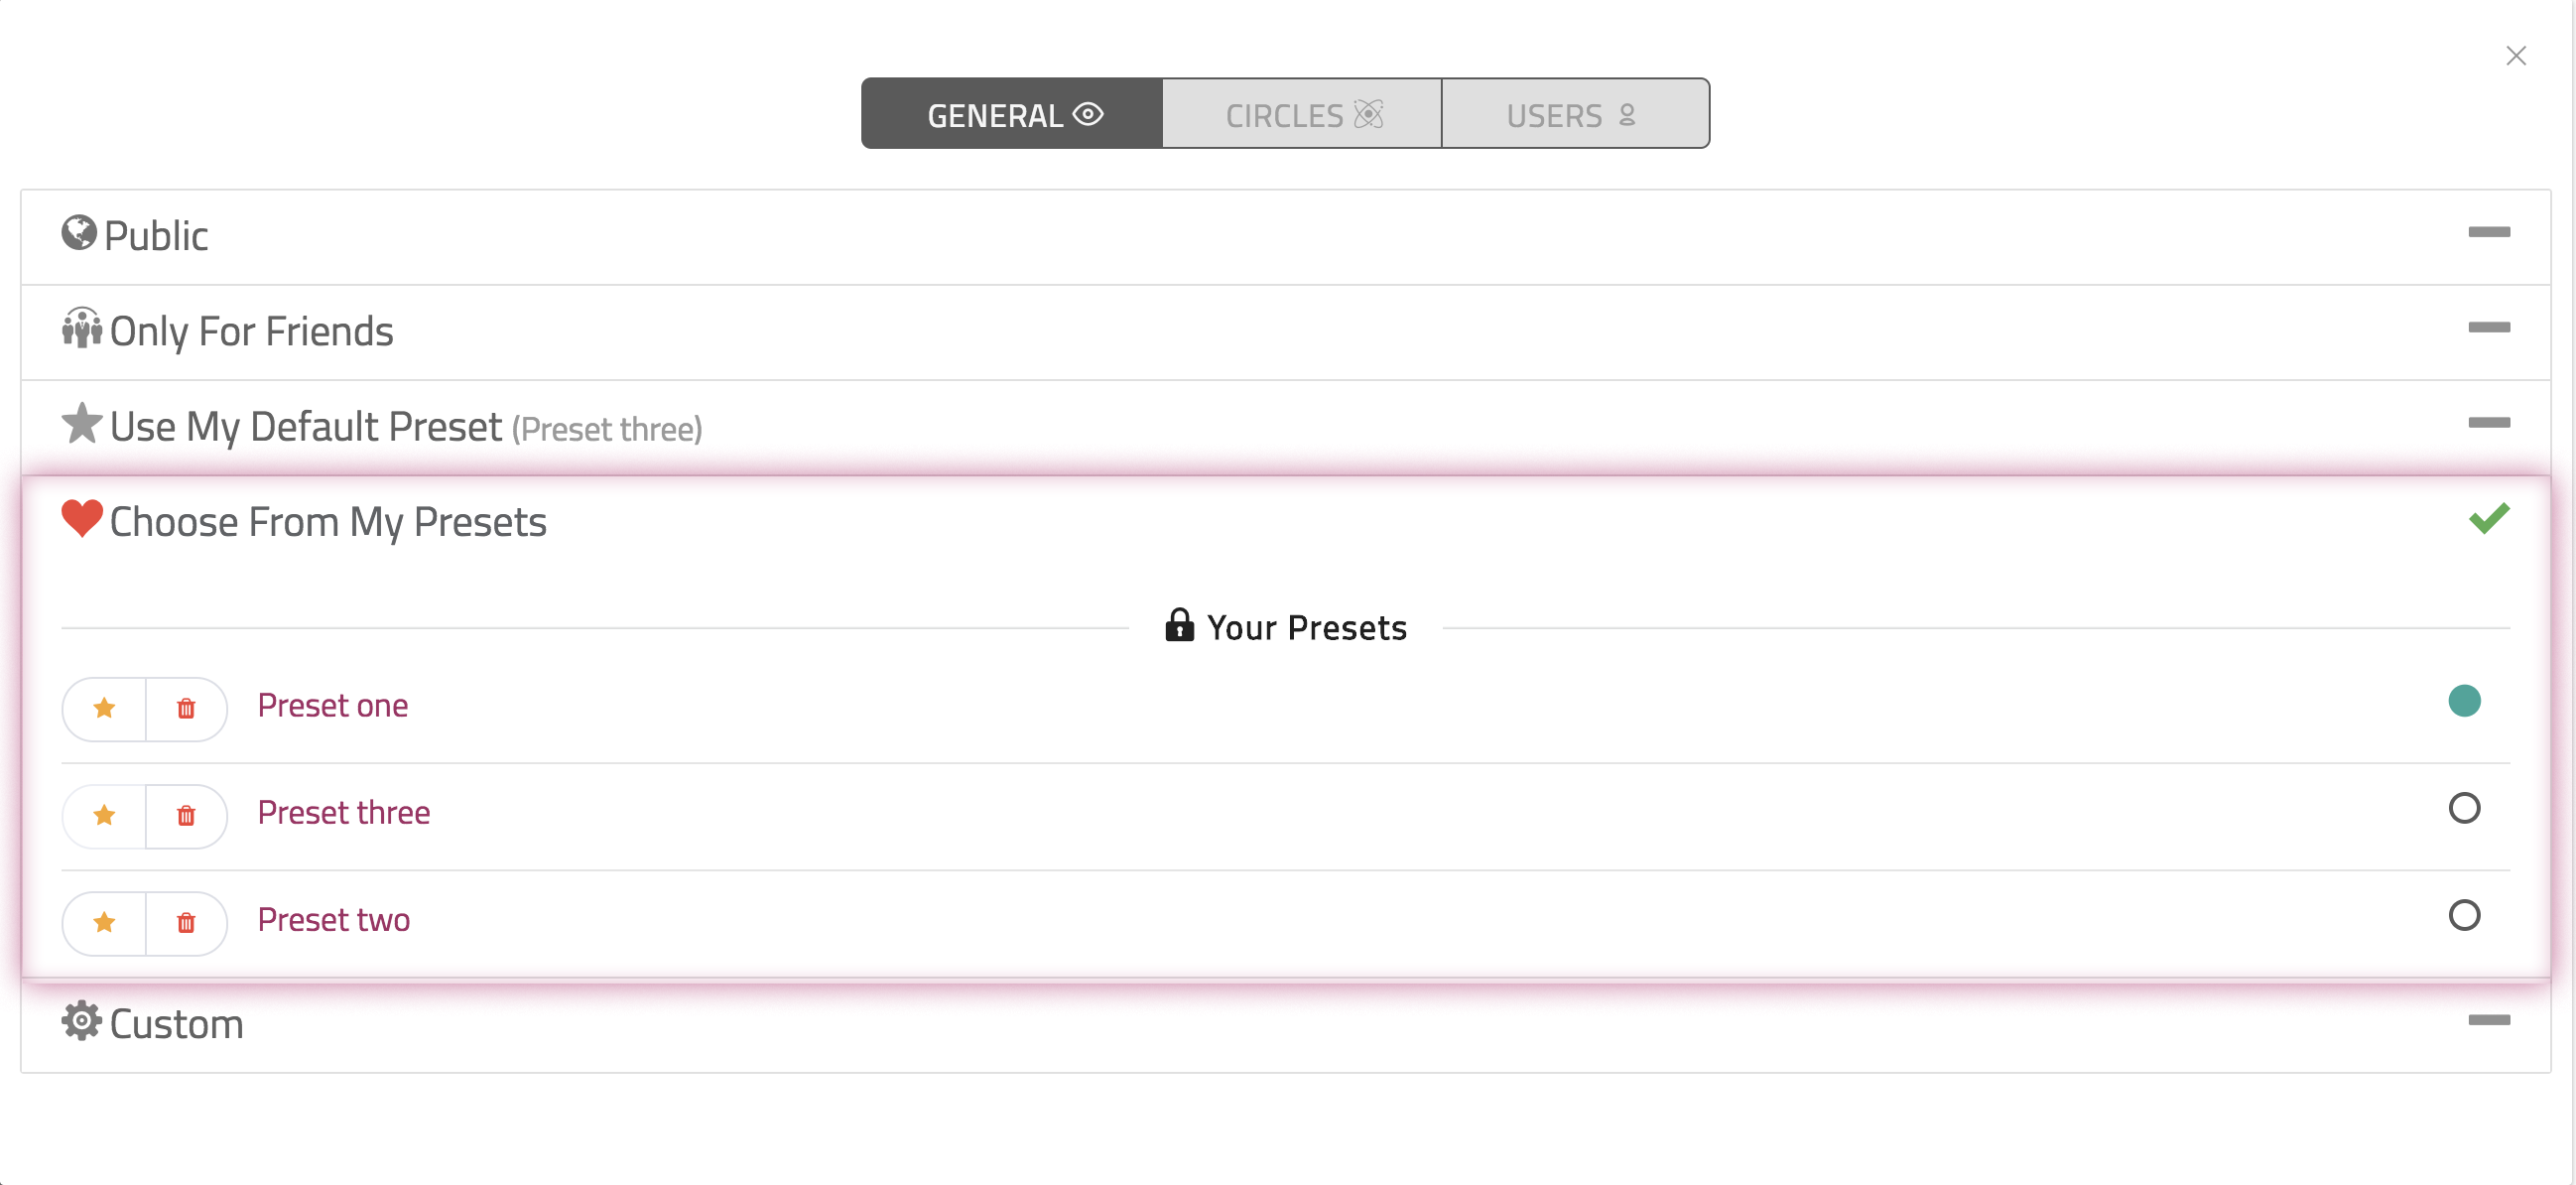 GENERAL CIRCLES USERS
Public
Only For Friends
Use My Default Preset (Preset three)
Choose From My Presets
Your Presets
Preset one
Preset three
Preset two
Custom